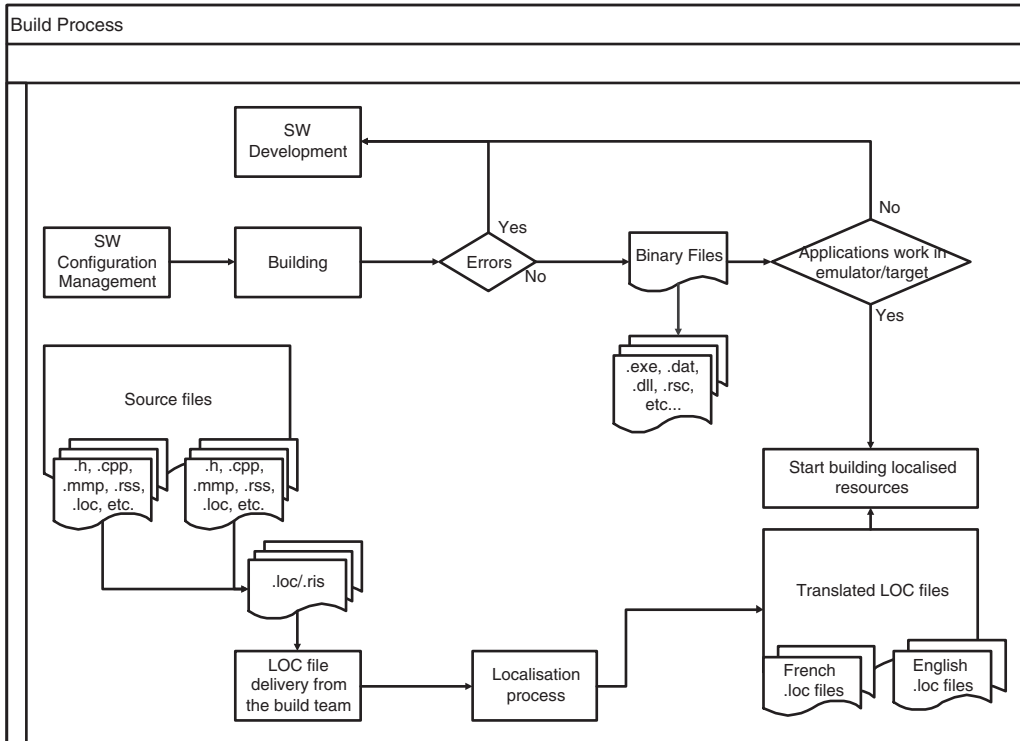 Build Process
SW
Development
Yes
No
SW
Configuration
Management
Building
Errors
No
Binary Files
Applications work in
emulator/target
Yes
.exe, .dat,
.dll, .rsc,
etc...
Source files
.h, .cpp,
.mmp, .rss,
.loc, etc.
.h, .cpp,
.mmp, .rss,
.loc, etc.
Start building localised
resources
.loc/.ris
Translated LOC files
LOC file
delivery from
the build team
Localisation
process
French
.loc files
English
.loc files